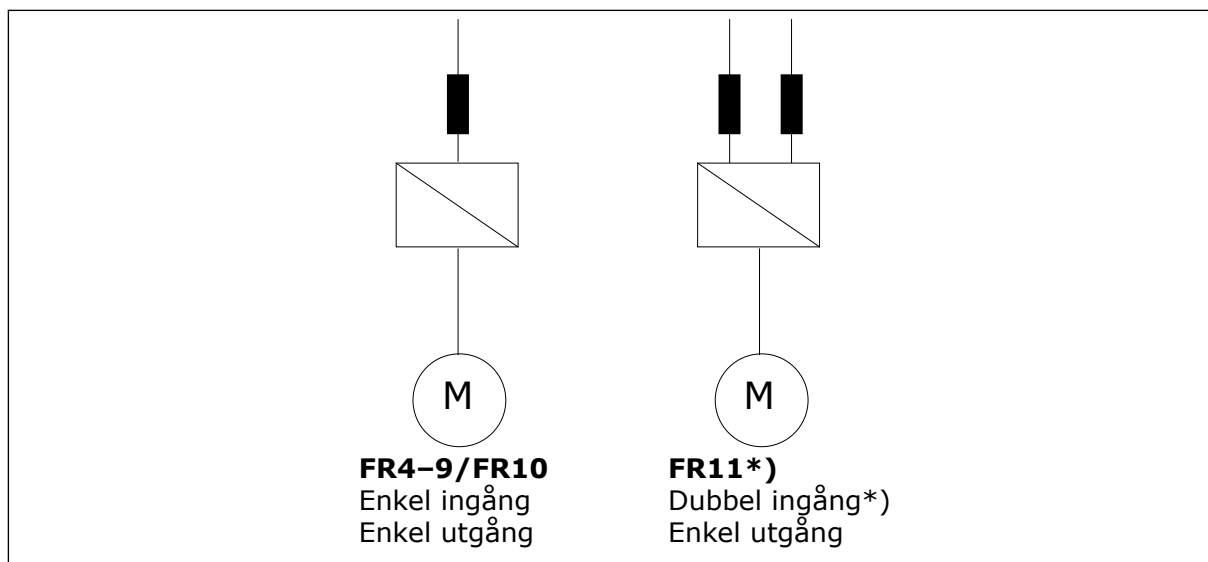 M
FR4–9/FR10
Enkel ingång
Enkel utgång
M
FR11*)
Dubbel ingång*)
Enkel utgång